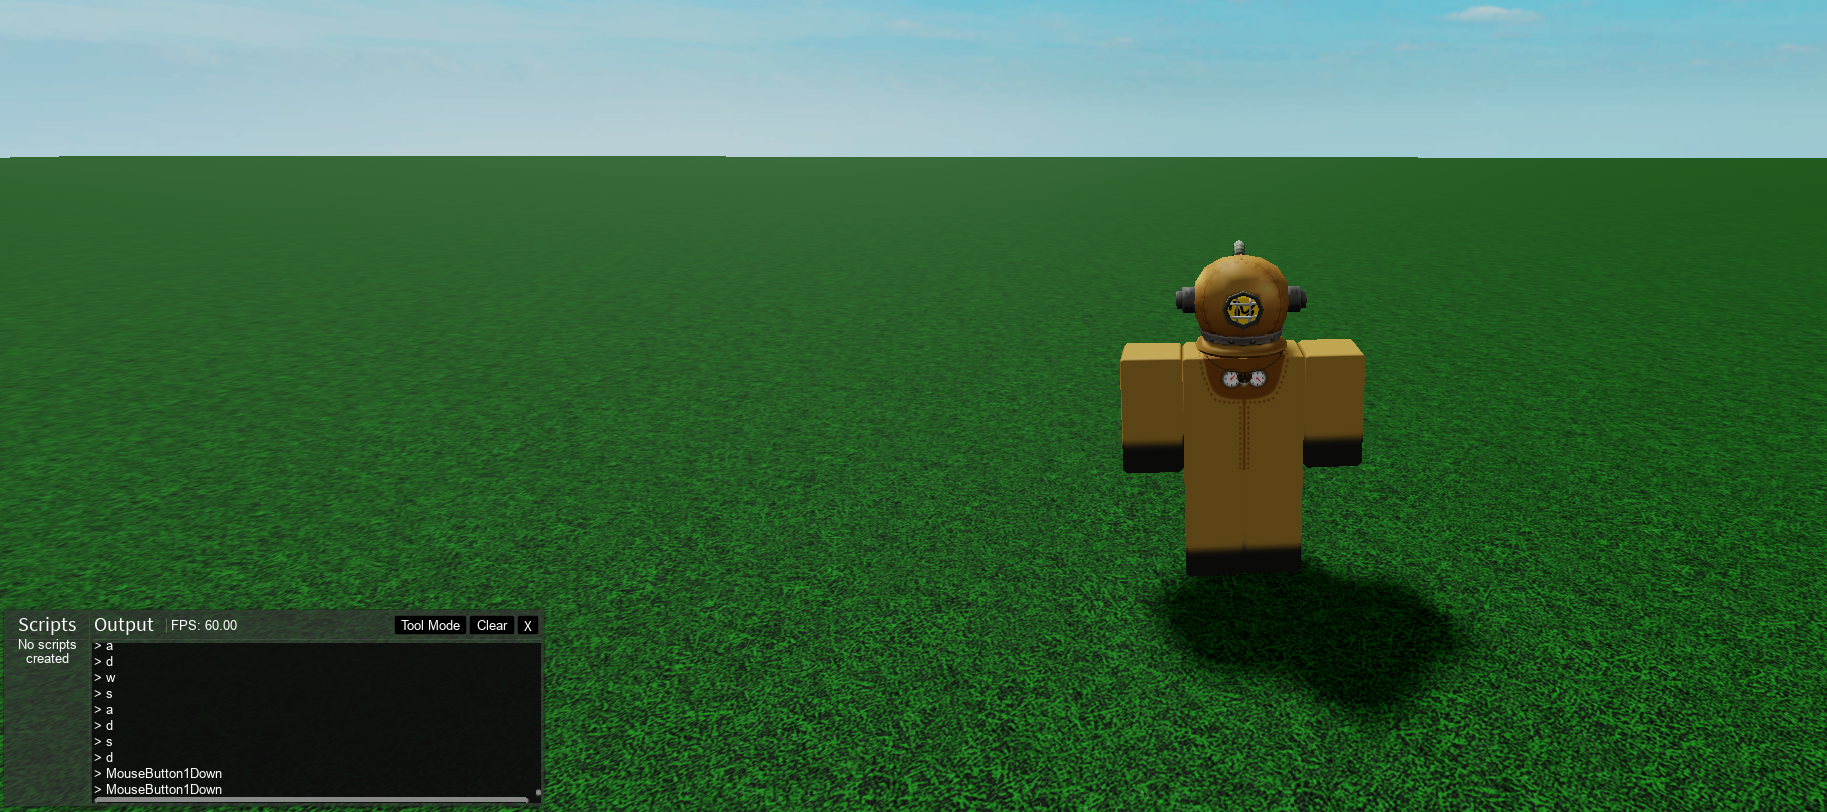 Scripts
No scripts
created
Output FPS: 60.00 Tool Mode Clear X
> a
> d
> w
> s
> a
> d
> s
> d
> MouseButton1Down
> MouseButton1Down